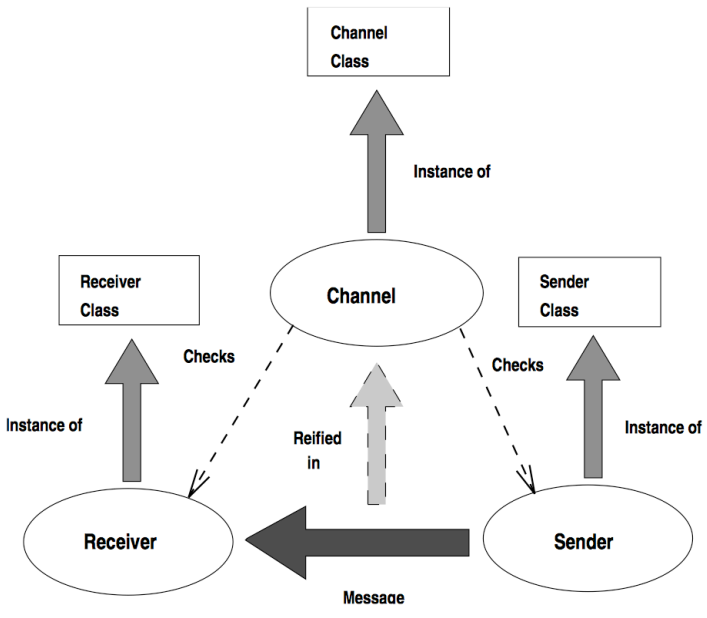 Channel
Class
Instance of
Receiver
Class
Sender
Class
Channel
Checks
Checks
Instance of
Instance of
Reified
in
Receiver
Sender
Message